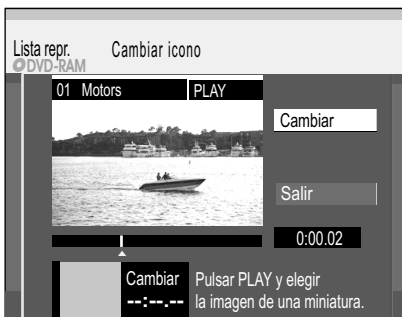 Lista repr. Cambiar icono
DVD-RAM
01 Motors PLAY
Cambiar
Salir
0:00.02
Cambiar Pulsar PLAY y elegir
--:--.-- la imagen de una miniatura.